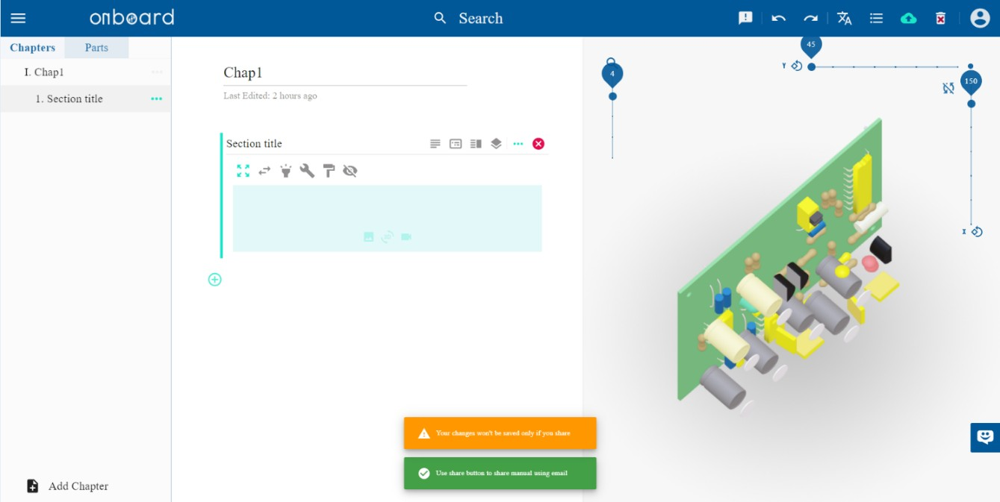 onboard
Search
Chapters Parts
I. Chap1
1. Section title
Chap1
Last Edited: 2 hours ago
Section title
4
45
Y
150
X
Your changes won't be saved only if you share
Use share button to share manual using email
Add Chapter